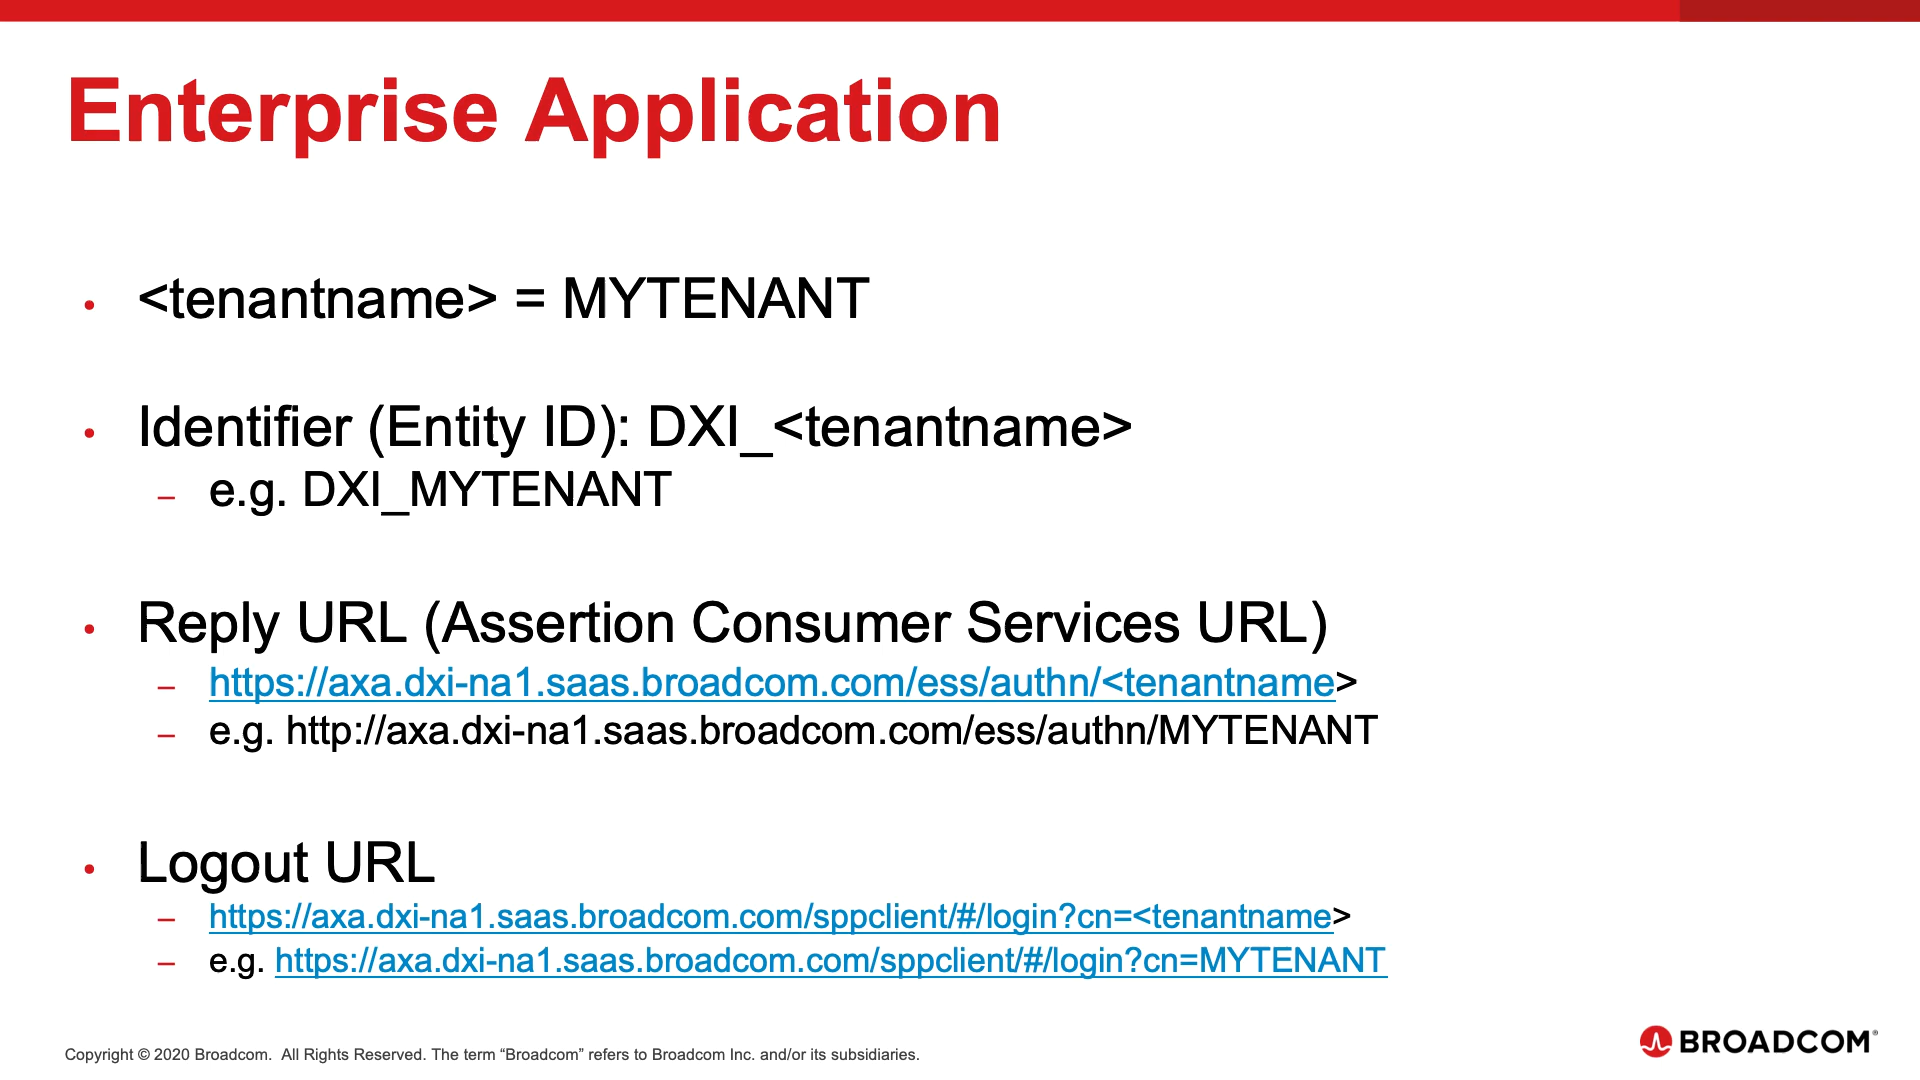 Enterprise Application
• <tenantname> = MYTENANT
• Identifier (Entity ID): DXI_<tenantname>
– e.g. DXI_MYTENANT
• Reply URL (Assertion Consumer Services URL)
– https://axa.dxi-na1.saas.broadcom.com/ess/authn/<tenantname>
– e.g. http://axa.dxi-na1.saas.broadcom.com/ess/authn/MYTENANT
• Logout URL
– https://axa.dxi-na1.saas.broadcom.com/sppclient/#/login?cn=<tenantname>
– e.g. https://axa.dxi-na1.saas.broadcom.com/sppclient/#/login?cn=MYTENANT
Copyright © 2020 Broadcom.  All Rights Reserved. The term “Broadcom” refers to Broadcom Inc. and/or its subsidiaries.
BROADCOM®